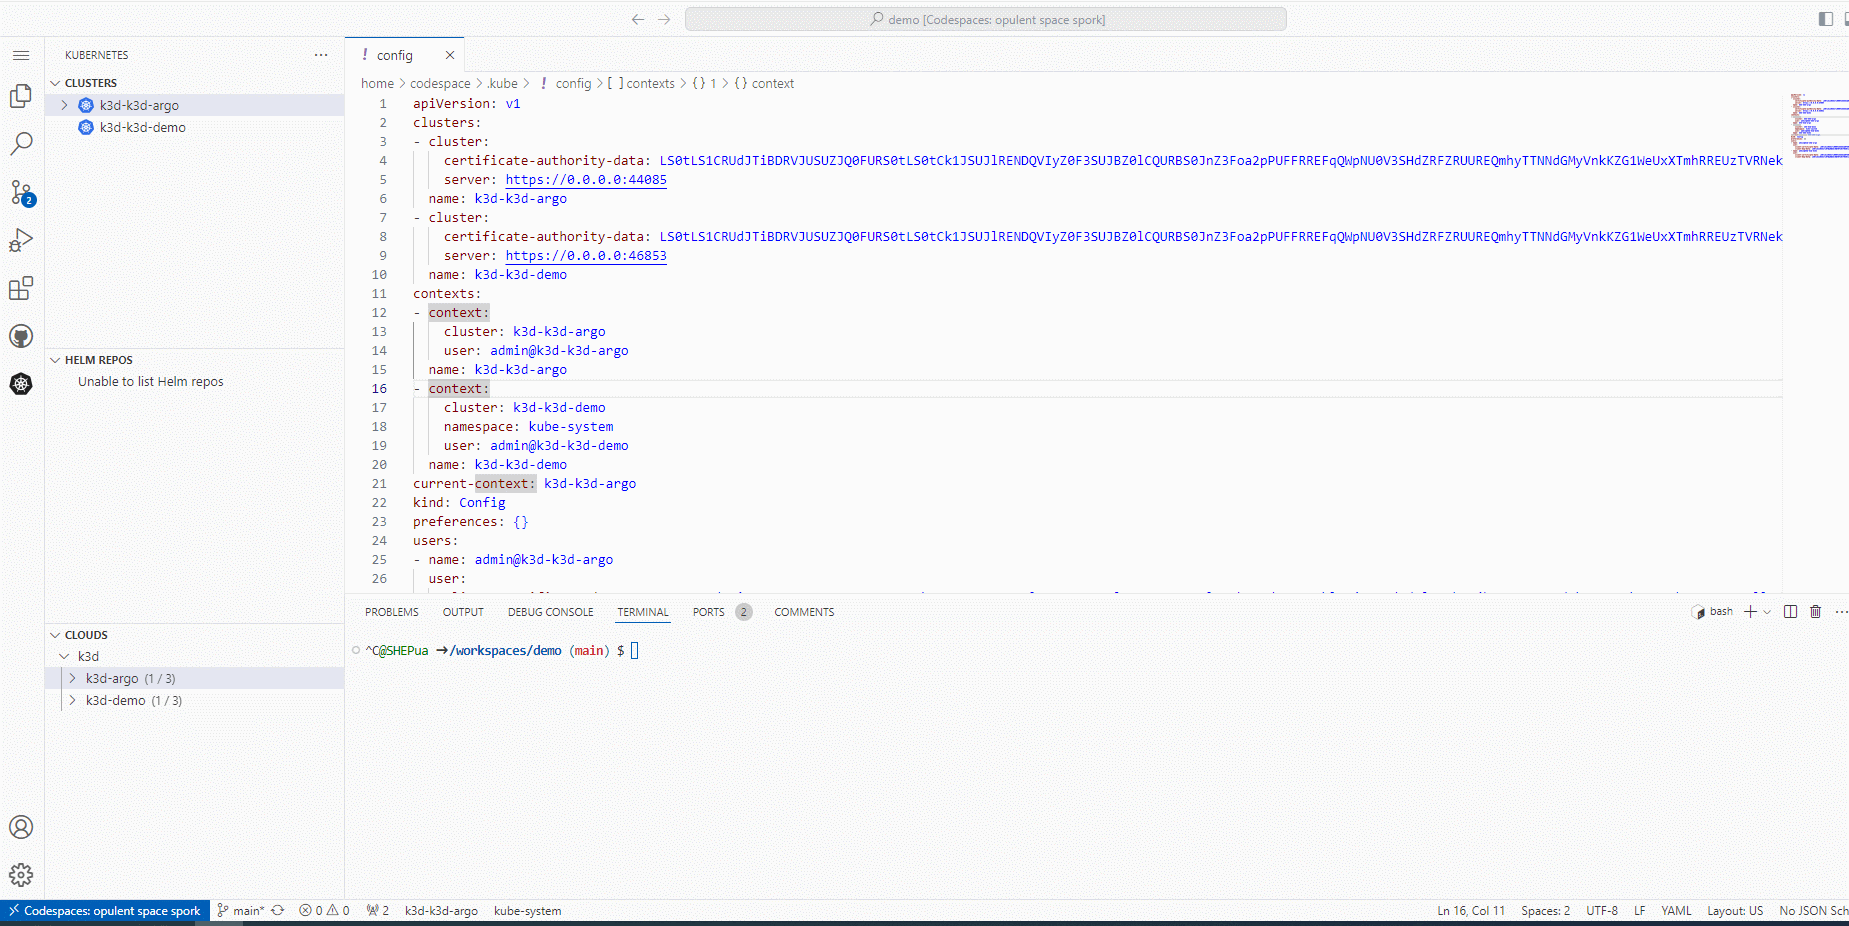 demo [Codespaces: opulent space spork]
KUBERNETES
CLUSTERS
k3d-k3d-argo
k3d-k3d-demo
HELM REPOS
Unable to list Helm repos
CLOUDS
k3d
k3d-argo (1 / 3)
k3d-demo (1 / 3)
2
! config
home > codespace > .kube > ! config > [ ] contexts > {} 1 > {} context
1 apiVersion: v1
2 clusters:
3 - cluster:
4 certificate-authority-data:
5 server: https://0.0.0.0:44085
6 name: k3d-k3d-argo
7 - cluster:
8 certificate-authority-data:
9 server: https://0.0.0.0:46853
10 name: k3d-k3d-demo
11 contexts:
12 - context:
13 cluster: k3d-k3d-argo
14 user: admin@k3d-k3d-argo
15 name: k3d-k3d-argo
16 - context:
17 cluster: k3d-k3d-demo
18 namespace: kube-system
19 user: admin@k3d-k3d-demo
20 name: k3d-k3d-demo
21 current-context: k3d-k3d-argo
22 kind: Config
23 preferences: {}
24 users:
25 - name: admin@k3d-k3d-argo
26 user:
PROBLEMS OUTPUT DEBUG CONSOLE TERMINAL PORTS 2 COMMENTS
bash
^C@SHEPua →/workspaces/demo (main) $
Codespaces: opulent space spork main* 0 0 2 k3d-k3d-argo kube-system
Ln 16, Col 11 Spaces: 2 UTF-8 LF YAML Layout: US No JSON Sch